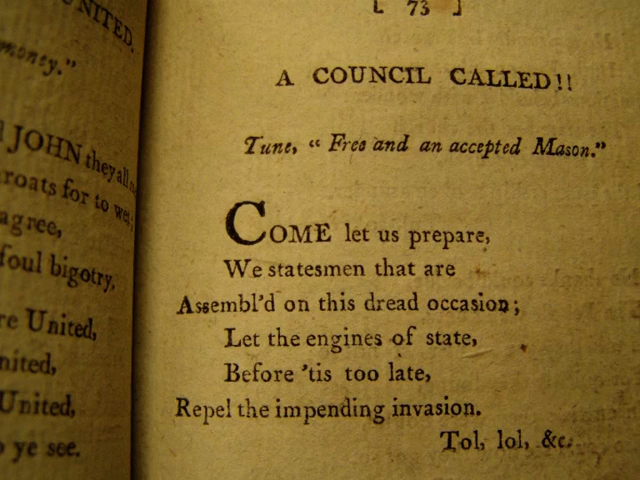 NITED.
money."
JOHN they all
roats for to wet,
agree,
foul bigotry,
re United,
nited,
United,
ye see.
[ 73 ]
A COUNCIL CALLED!!
Tune, "Free and an accepted Mason."
COME let us prepare,
We statesmen that are
Assembl'd on this dread occasion;
Let the engines of state,
Before 'tis too late,
Repel the impending invasion.
Tol, lol, &c.